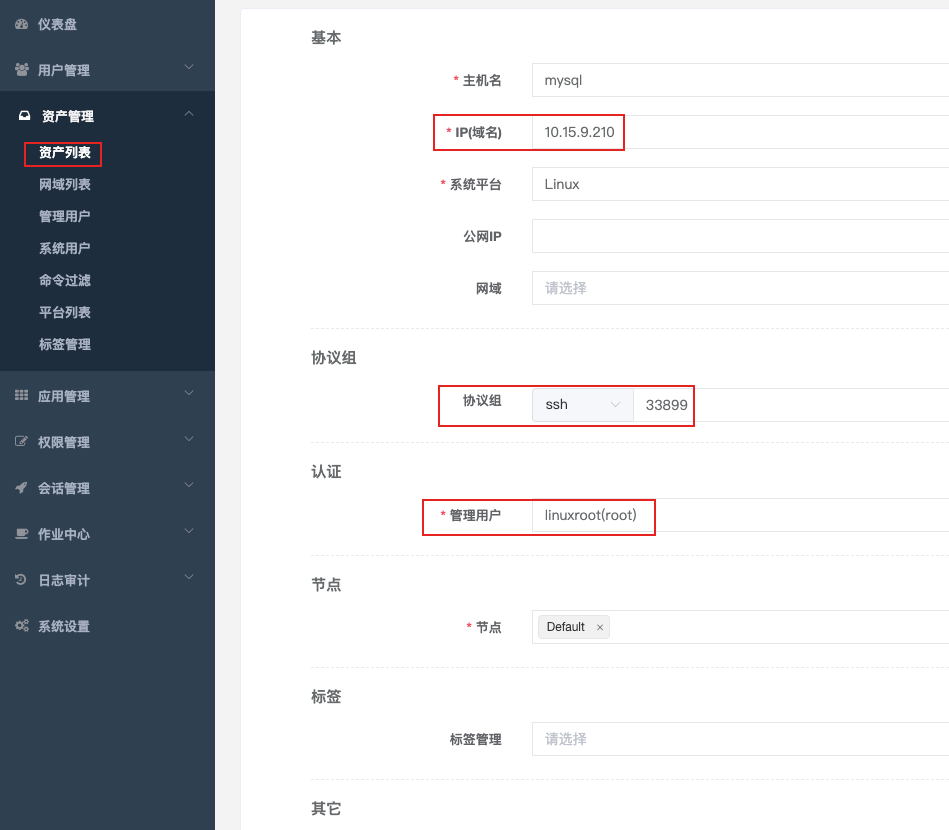 仪表盘
用户管理
资产管理
资产列表
网域列表
管理用户
系统用户
命令过滤
平台列表
标签管理
应用管理
权限管理
会话管理
作业中心
日志审计
系统设置
基本
* 主机名 mysql
* IP(域名) 10.15.9.210
* 系统平台 Linux
公网IP
网域 请选择
协议组
协议组 ssh 33899
认证
* 管理用户 linuxroot(root)
节点
* 节点 Default ×
标签
标签管理 请选择
其它